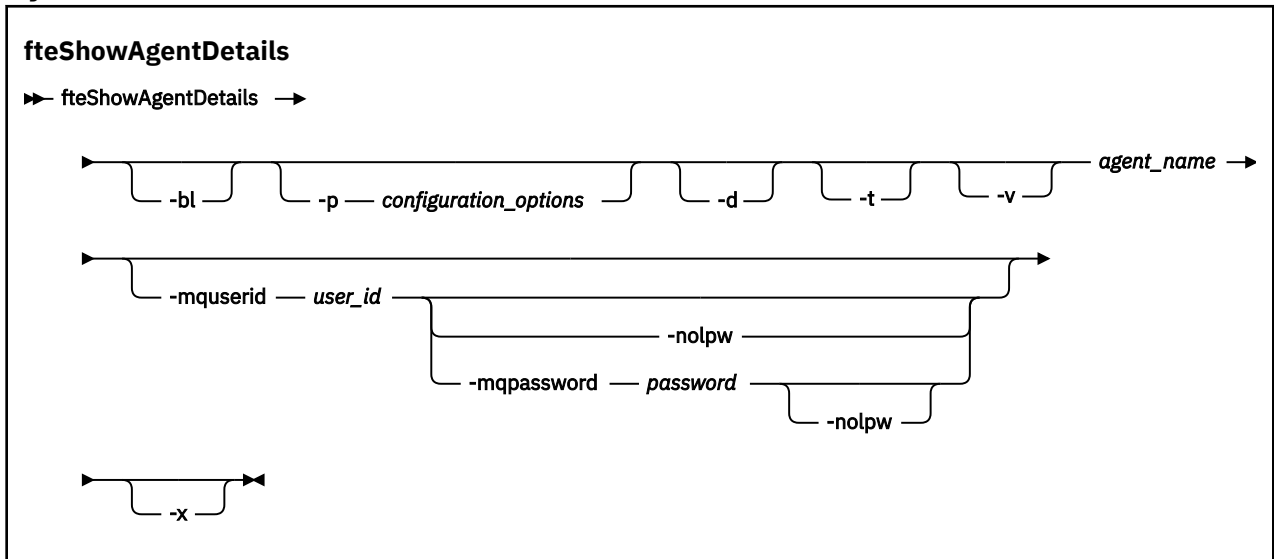 fteShowAgentDetails
fteShowAgentDetails
-bl -p configuration_options -d -t -v agent_name
-mquserid user_id
-nolpw
-mqpassword password
-nolpw
-x